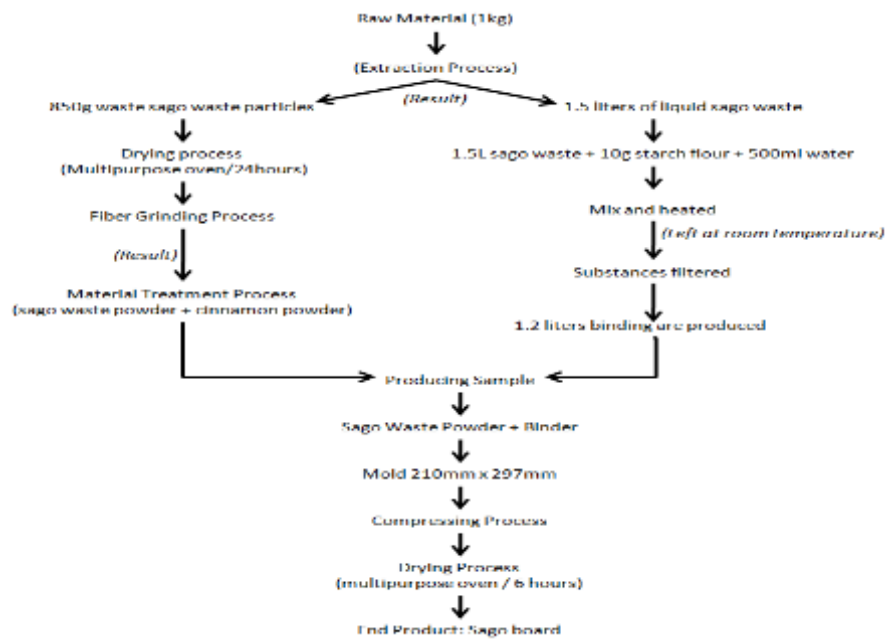 Raw Material (1kg)
(Extraction Process)
(Result)
850g waste sago waste particles
1.5 liters of liquid sago waste
Drying process
(Multipurpose oven/24hours)
1.5L sago waste + 10g starch flour + 500ml water
Fiber Grinding Process
Mix and heated
(Left at room temperature)
(Result)
Substances filtered
Material Treatment Process
(sago waste powder + cinnamon powder)
1.2 liters binding are produced
Producing Sample
Sago Waste Powder + Binder
Mold 210mm x 297mm
Compressing Process
Drying Process
(multipurpose oven / 6 hours)
End Product: Sago board